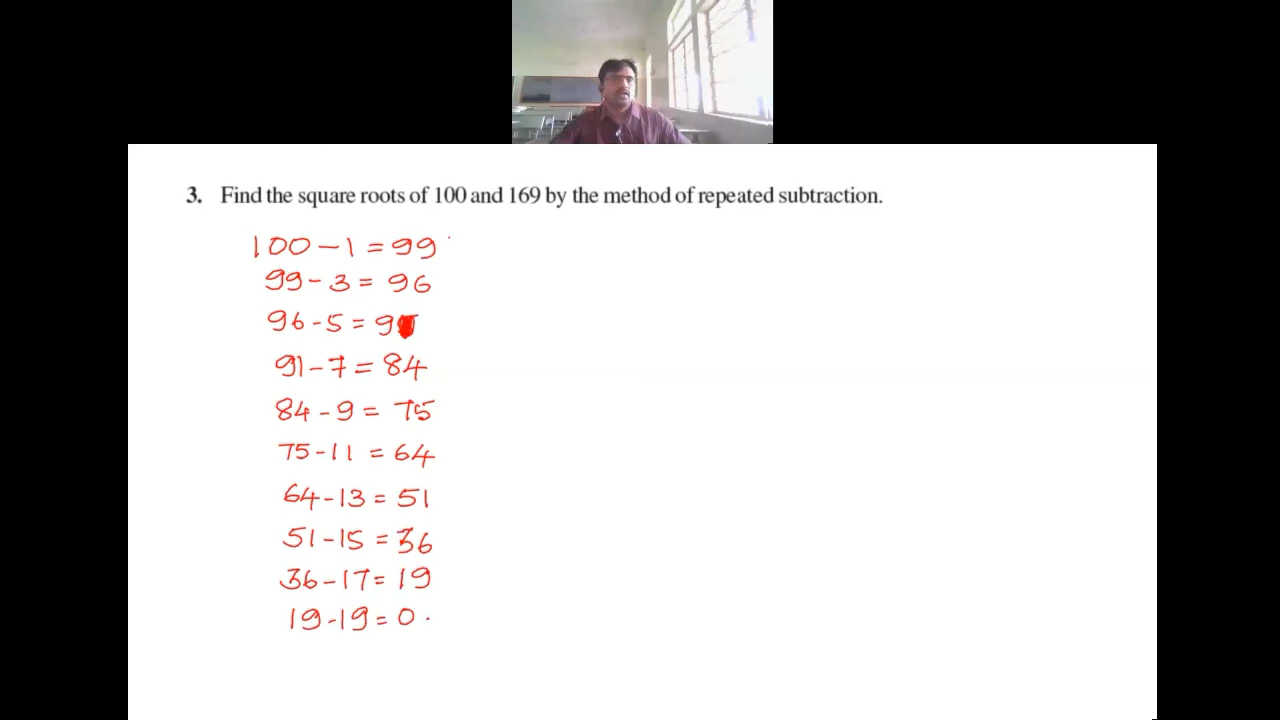 3. Find the square roots of 100 and 169 by the method of repeated subtraction.
100 - 1 = 99
99 - 3 = 96
96 - 5 = 9
91 - 7 = 84
84 - 9 = 75
75 - 11 = 64
64 - 13 = 51
51 - 15 = 36
36 - 17 = 19
19 - 19 = 0